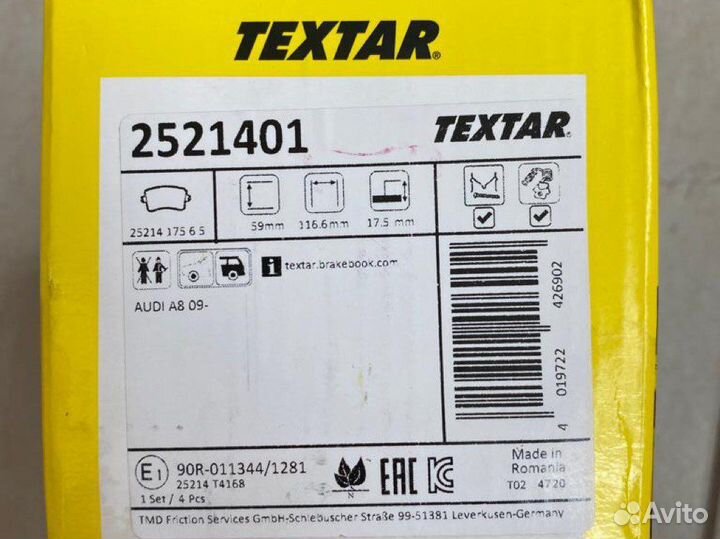 TEXTAR®
2521401
TEXTAR®
25214 175 6 5
59mm
116.6mm
17.5 mm
i textar.brakebook.com
AUDI A8 09-
4 019722 426902
E1 90R-011344/1281
25214 T4168
1 Set / 4 Pcs
N
EAC
KC
Made in
Romania
T02 4720
TMD Friction Services GmbH-Schlebuscher Straße 99-51381 Leverkusen-Germany
Avito